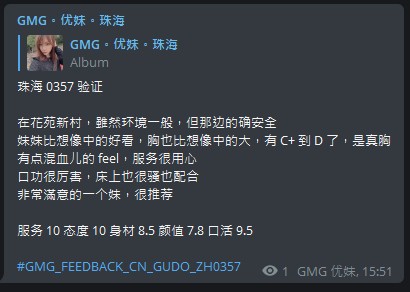 GMG。优妹。珠海
GMG。优妹。珠海
Album
珠海 0357 验证
在花苑新村，雖然环境一般，但那边的确安全
妹妹比想像中的好看，胸也比想像中的大，有 C+ 到 D 了，是真胸
有点混血儿的 feel，服务很用心
口功很厉害，床上也很骚也配合
非常滿意的一个妹，很推荐
服务 10 态度 10 身材 8.5 颜值 7.8 口活 9.5
#GMG_FEEDBACK_CN_GUDO_ZH0357
1 GMG 优妹, 15:51